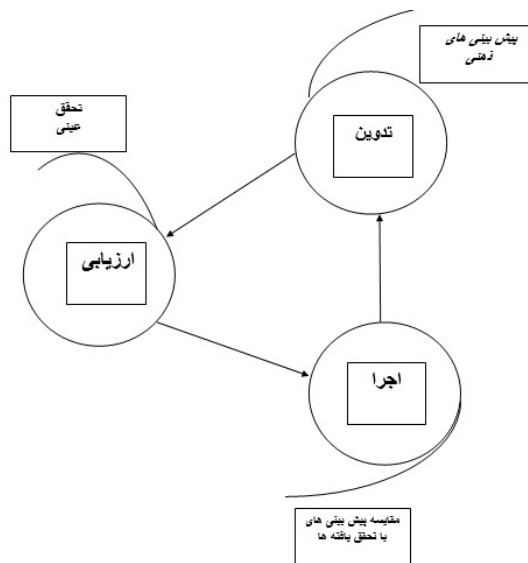 پیش بینی های
ذهنی
تدوین
تحقق
عینی
ارزیابی
اجرا
مقایسه پیش بینی های
با تحقق یافته ها